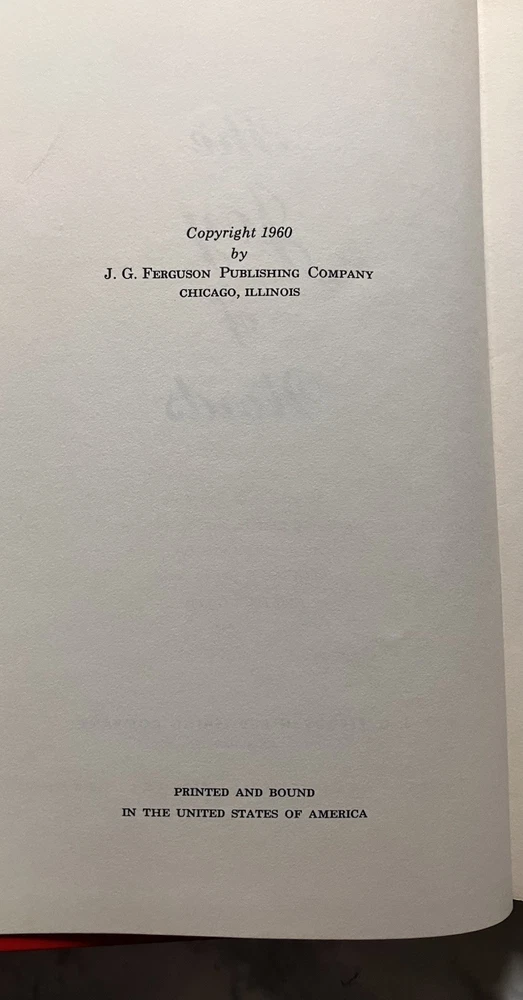 Copyright 1960
by
J. G. Ferguson Publishing Company
CHICAGO, ILLINOIS
PRINTED AND BOUND
IN THE UNITED STATES OF AMERICA